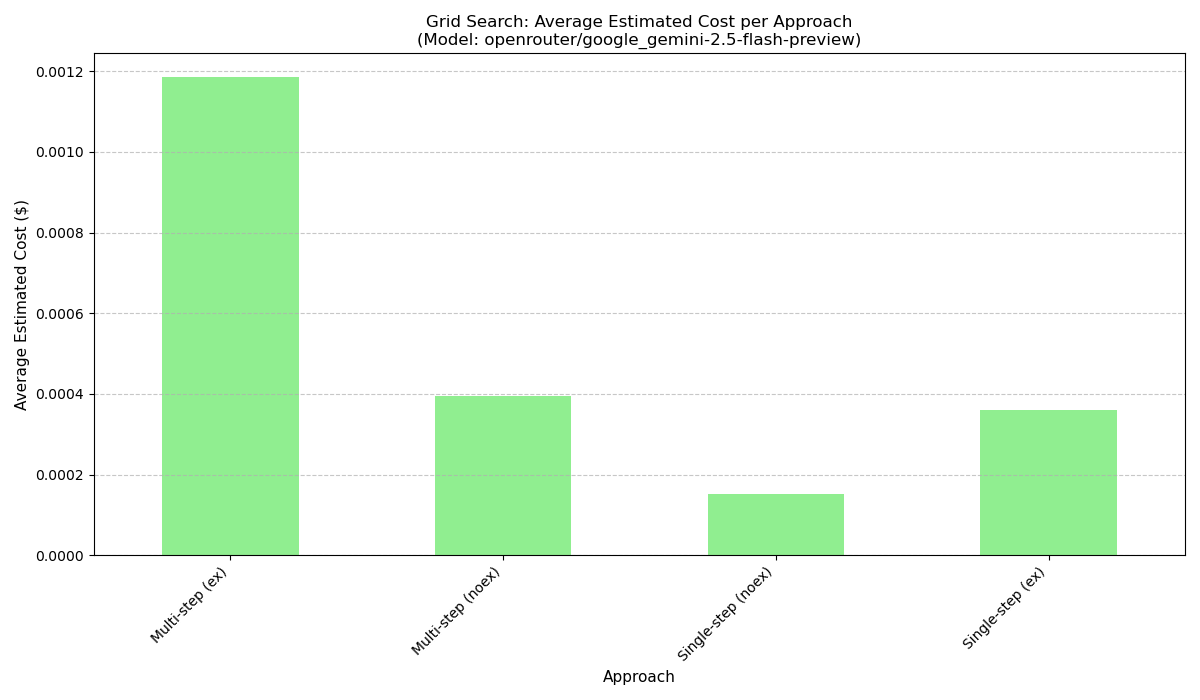 Grid Search: Average Estimated Cost per Approach
(Model: openrouter/google_gemini-2.5-flash-preview)
Average Estimated Cost ($)
0.0012
0.0010
0.0008
0.0006
0.0004
0.0002
0.0000
Multi-step (ex)
Multi-step (noex)
Single-step (noex)
Single-step (ex)
Approach